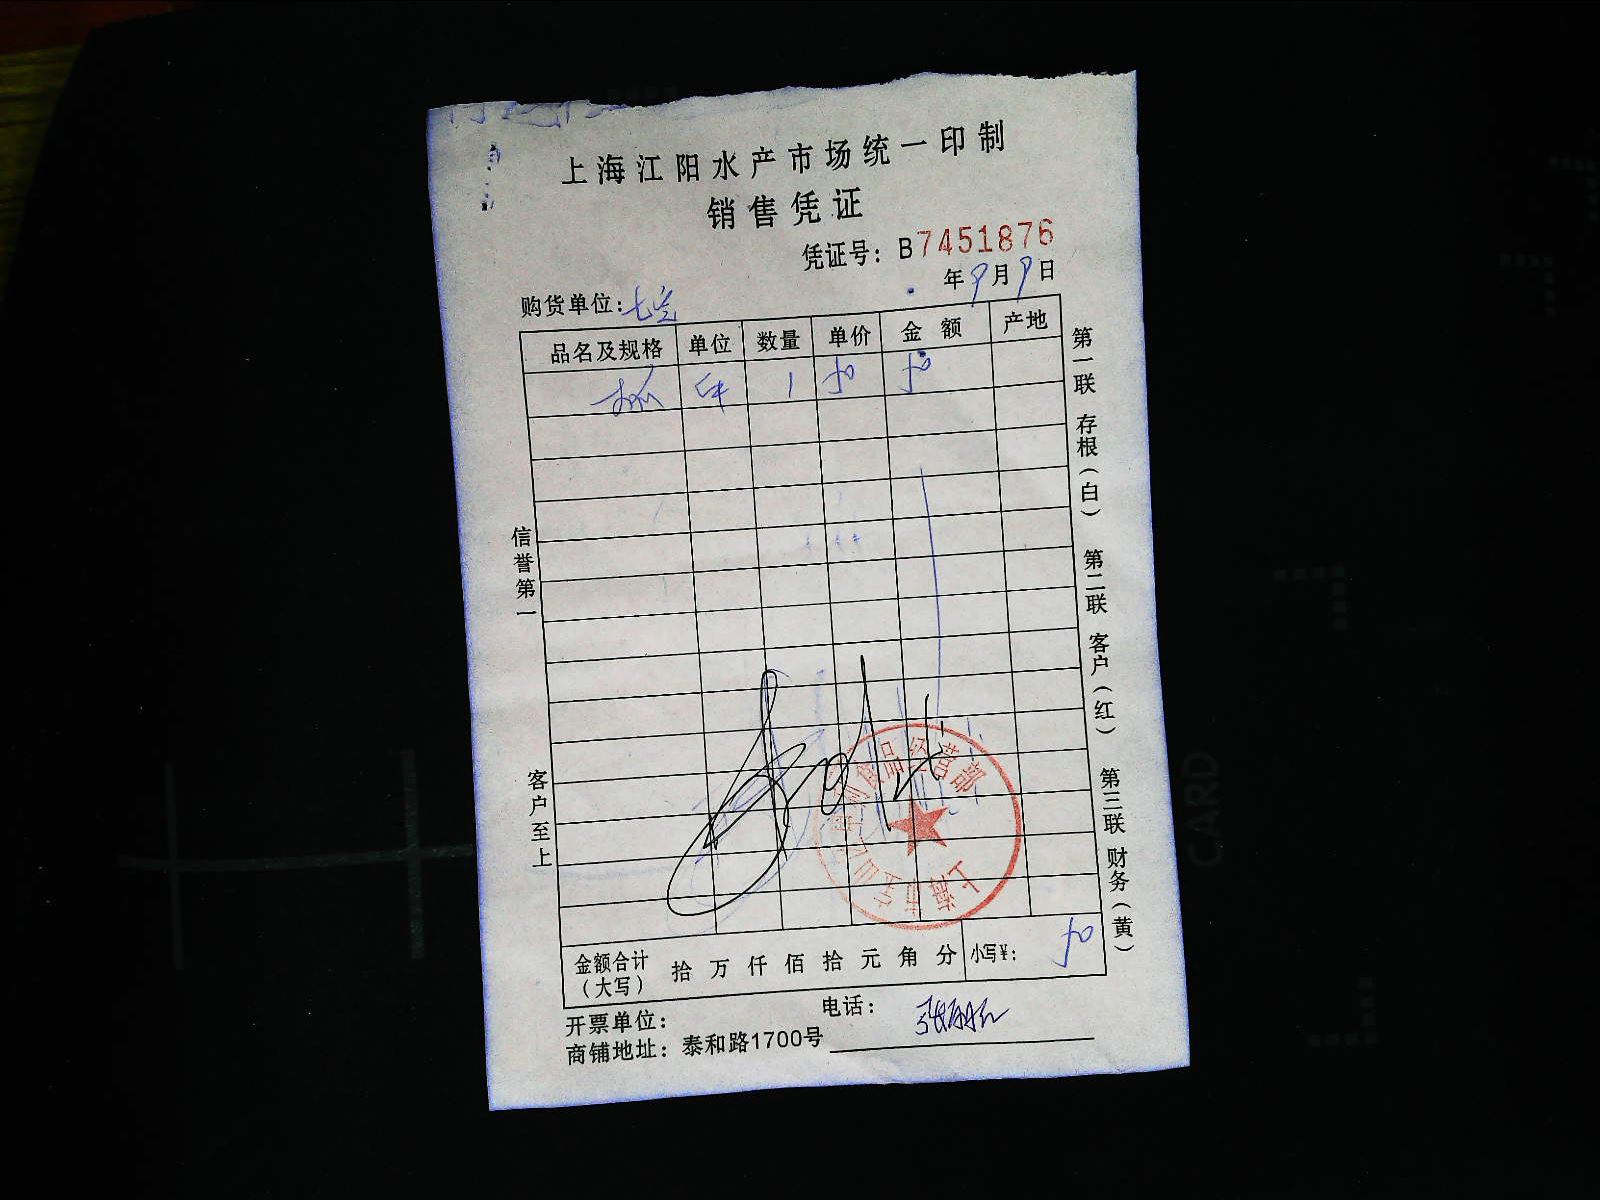 上海江阳水产市场统一印制
销售凭证
凭证号：B7451876
年9月9日
购货单位：
品名及规格 单位 数量 单价 金额 产地
1 50 50
信誉第一
客户至上
第一联 存根（白） 第二联 客户（红） 第三联 财务（黄）
金额合计（大写） 拾 万 仟 佰 拾 元 角 分 小写¥： 50
开票单位： 电话：
商铺地址：泰和路1700号